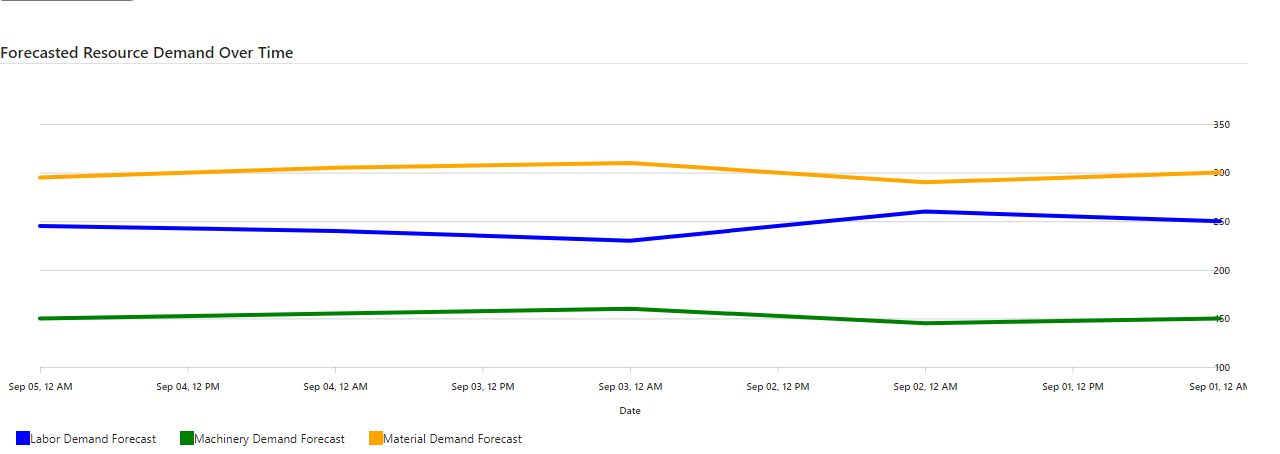 Forecasted Resource Demand Over Time
350
300
250
200
150
100
Sep 05, 12 AM Sep 04, 12 PM Sep 04, 12 AM Sep 03, 12 PM Sep 03, 12 AM Sep 02, 12 PM Sep 02, 12 AM Sep 01, 12 PM Sep 01, 12 AM
Date
Labor Demand Forecast Machinery Demand Forecast Material Demand Forecast